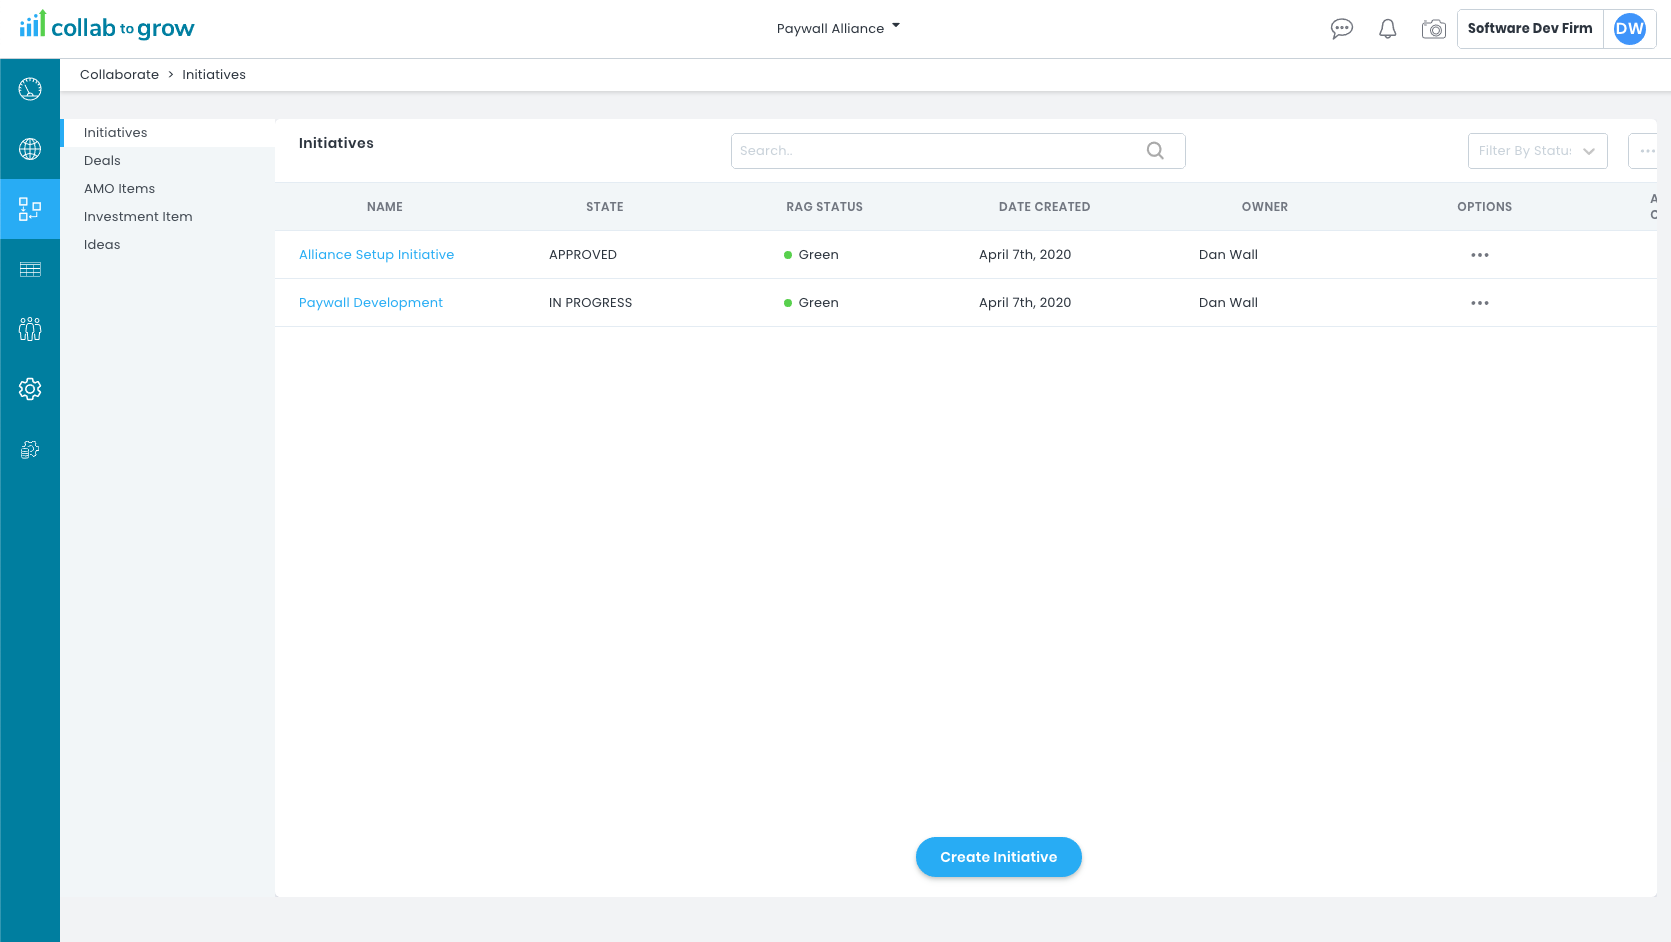 collab to grow
Paywall Alliance
Software Dev Firm
DW
Collaborate > Initiatives
Initiatives
Deals
AMO Items
Investment Item
Ideas
Initiatives
Search..
Filter By Statu
NAME STATE RAG STATUS DATE CREATED OWNER OPTIONS
Alliance Setup Initiative APPROVED Green April 7th, 2020 Dan Wall
Paywall Development IN PROGRESS Green April 7th, 2020 Dan Wall
Create Initiative